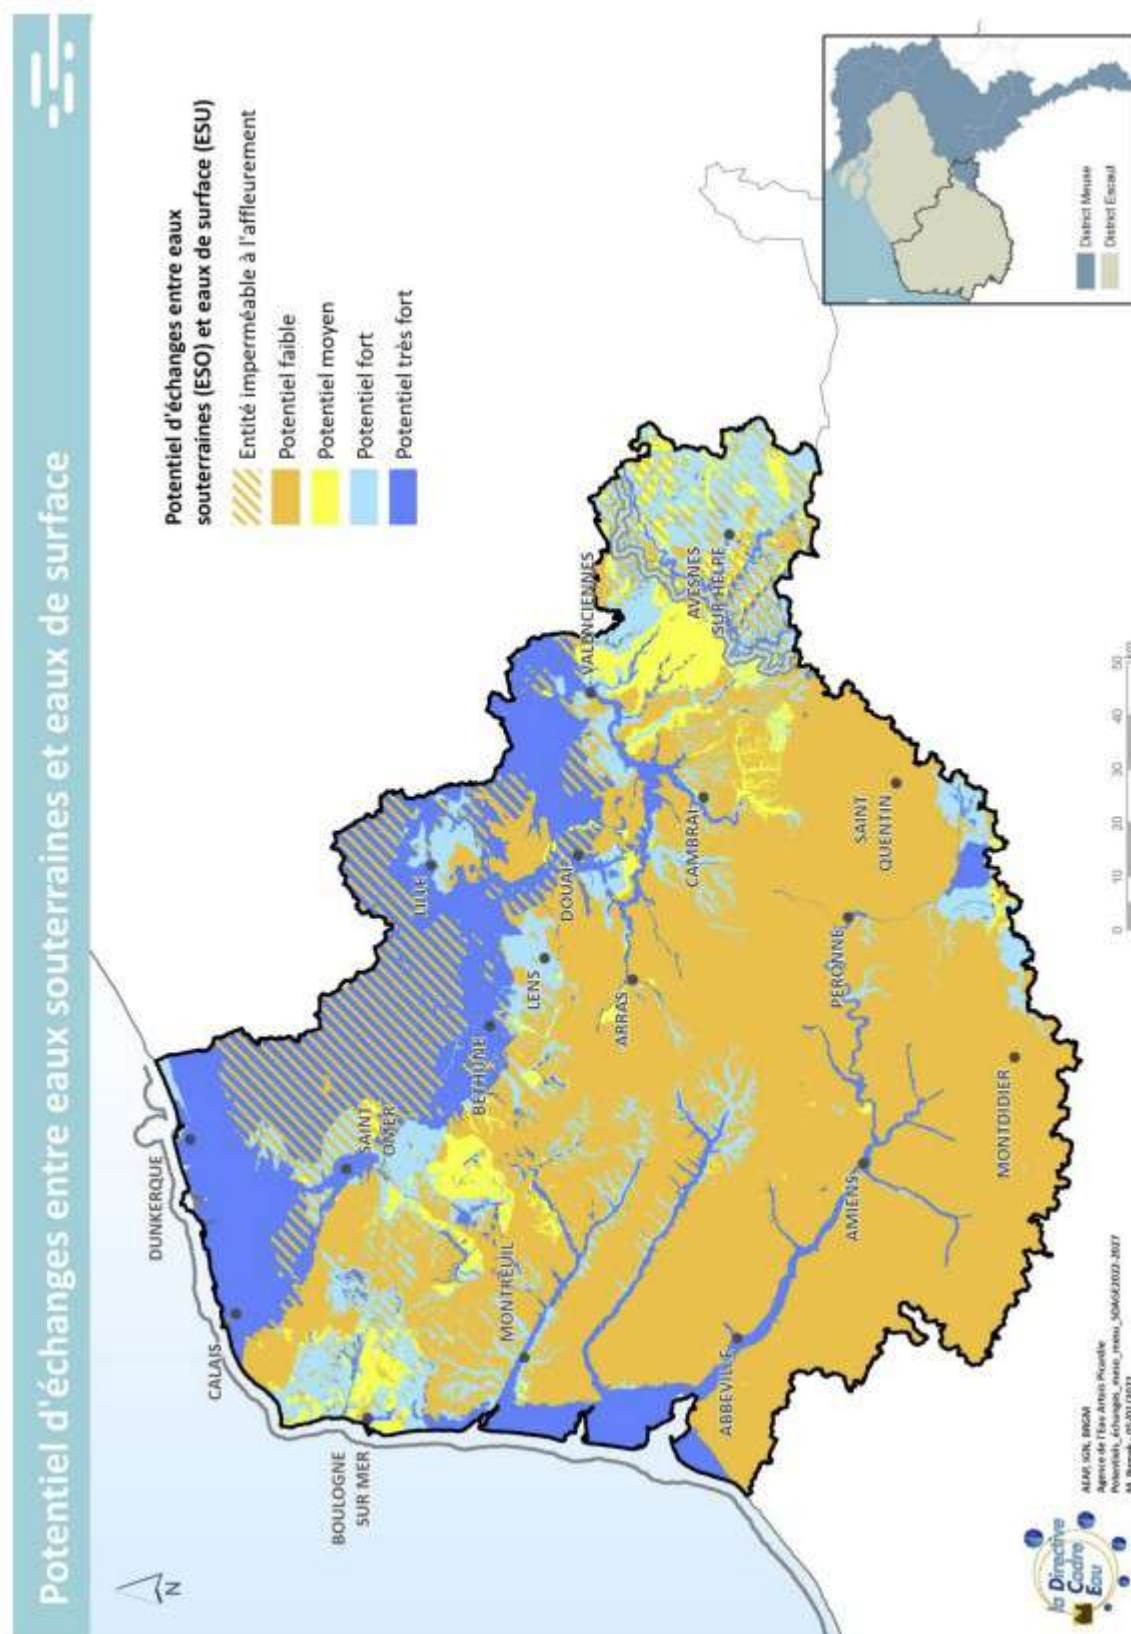 Potentiel d'échanges entre eaux souterraines et eaux de surface
Potentiel d'échanges entre eaux
souterraines (ESO) et eaux de surface (ESU)
Entité imperméable à l'affleurement
Potentiel faible
Potentiel moyen
Potentiel fort
Potentiel très fort
N
DUNKERQUE
CALAIS
BOULOGNE
SUR MER
SAINT
OMER
LILLE
BETHUNE
MONTREUIL
LENS
DOUAI
VALENCIENNES
ARRAS
CAMBRAI
AVESNES
SUR HELPE
ABBEVILLE
AMIENS
PERONNE
SAINT
QUENTIN
MONTDIDIER
District Meuse
District Escaut
0 10 20 30 40 50
km
la Directive
Cadre
Eau
AEAP, IGN, BRGM
Agence de l'Eau Artois Picardie
Potentiels_échanges_meso_menu_SDAGE2022-2027